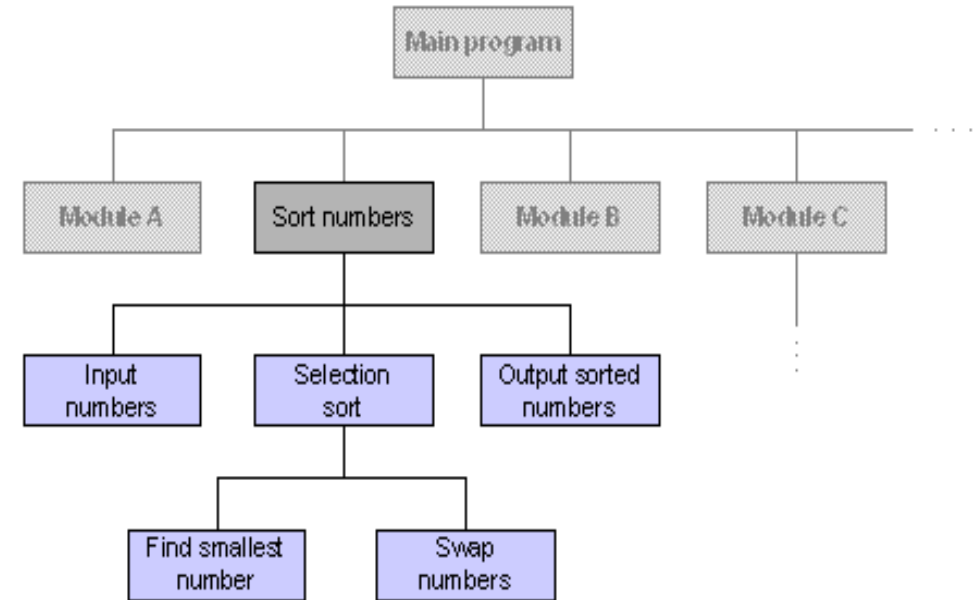 Main program
Module A
Sort numbers
Module B
Module C
Input
numbers
Selection
sort
Output sorted
numbers
Find smallest
number
Swap
numbers